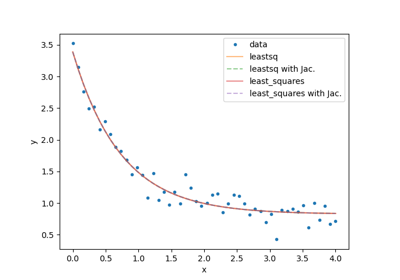 3.5
3.0
2.5
2.0
1.5
1.0
0.5
y
0.0 0.5 1.0 1.5 2.0 2.5 3.0 3.5 4.0
x
data
leastsq
leastsq with Jac.
least_squares
least_squares with Jac.